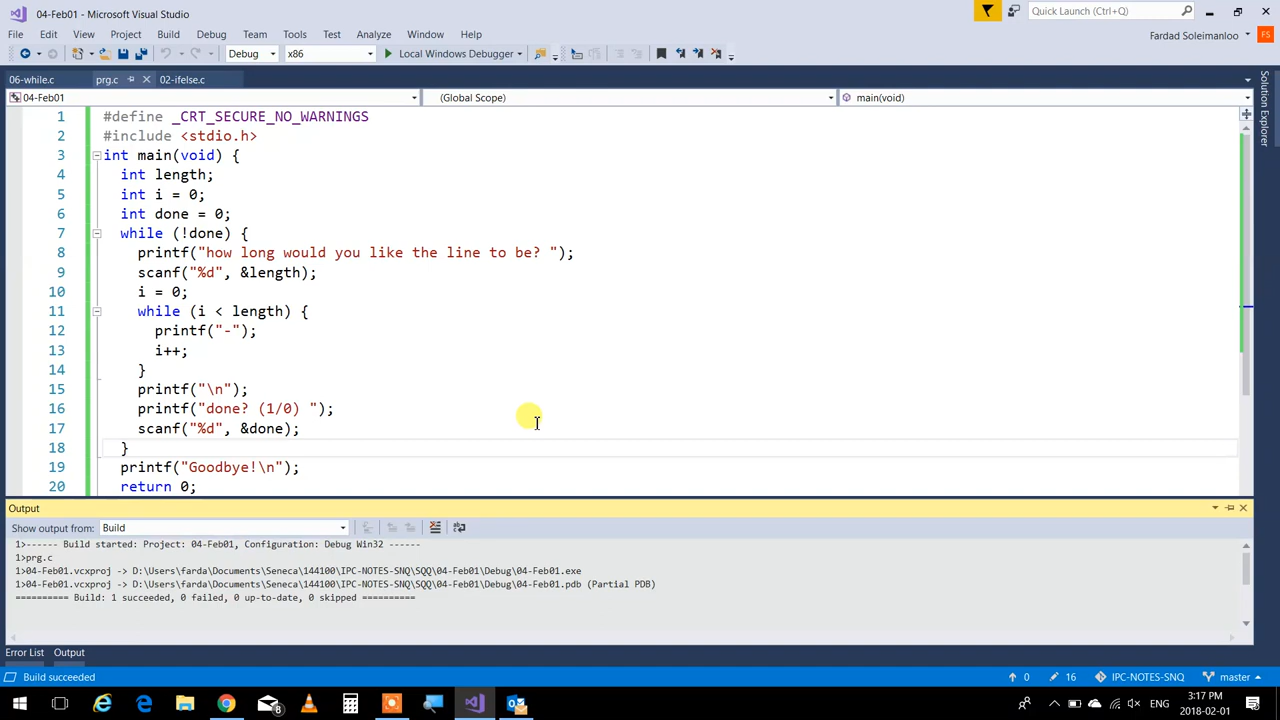 04-Feb01 - Microsoft Visual Studio
Quick Launch (Ctrl+Q)
File Edit View Project Build Debug Team Tools Test Analyze Window Help
Fardad Soleimanloo FS
Debug x86 Local Windows Debugger
06-while.c prg.c 02-ifelse.c
04-Feb01 (Global Scope) main(void)
Solution Explorer
1 #define _CRT_SECURE_NO_WARNINGS
2 #include <stdio.h>
3 int main(void) {
4 int length;
5 int i = 0;
6 int done = 0;
7 while (!done) {
8 printf("how long would you like the line to be? ");
9 scanf("%d", &length);
10 i = 0;
11 while (i < length) {
12 printf("-");
13 i++;
14 }
15 printf("\n");
16 printf("done? (1/0) ");
17 scanf("%d", &done);
18 }
19 printf("Goodbye!\n");
20 return 0;
Output
Show output from: Build
1>------ Build started: Project: 04-Feb01, Configuration: Debug Win32 ------
1>prg.c
1>04-Feb01.vcxproj -> D:\Users\farda\Documents\Seneca\144100\IPC-NOTES-SNQ\SQQ\04-Feb01\Debug\04-Feb01.exe
1>04-Feb01.vcxproj -> D:\Users\farda\Documents\Seneca\144100\IPC-NOTES-SNQ\SQQ\04-Feb01\Debug\04-Feb01.pdb (Partial PDB)
========== Build: 1 succeeded, 0 failed, 0 up-to-date, 0 skipped ==========
Error List Output
Build succeeded 0 16 IPC-NOTES-SNQ master
8
3:17 PM
2018-02-01